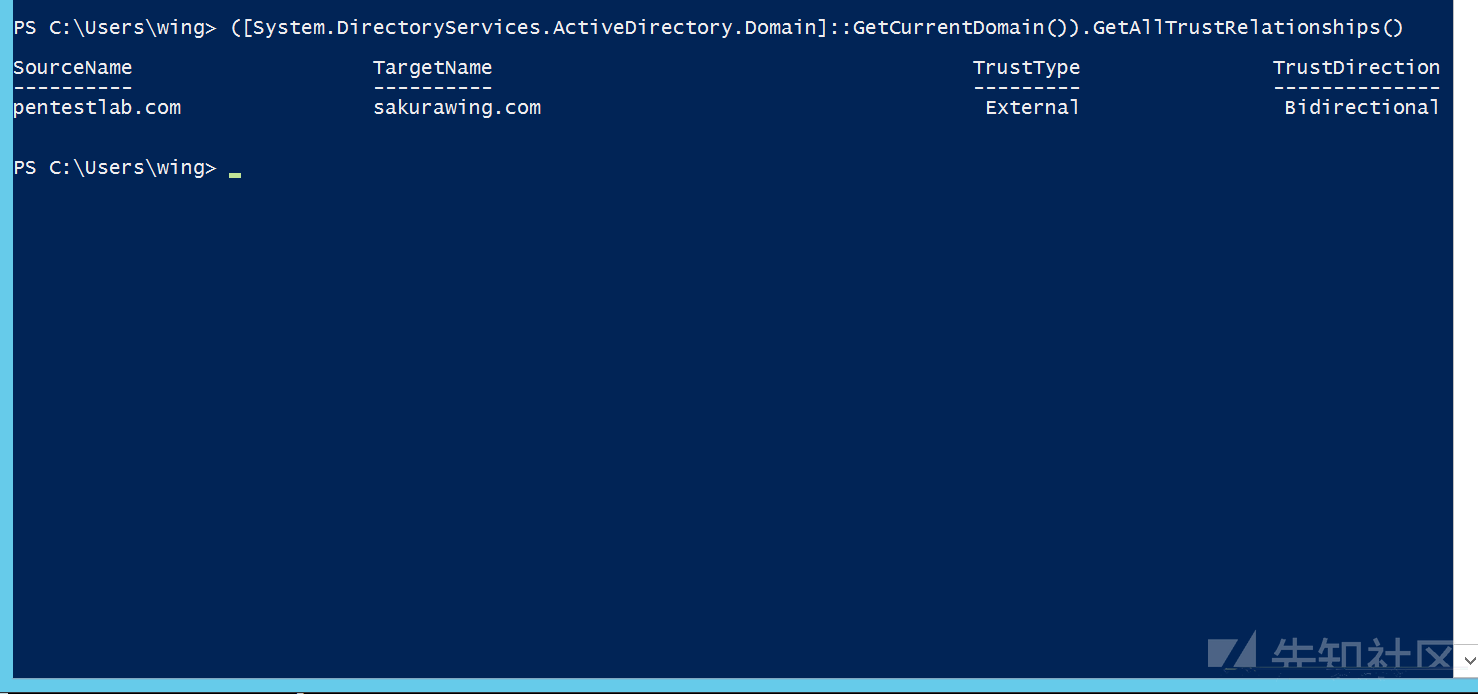 PS C:\Users\wing> ([System.DirectoryServices.ActiveDirectory.Domain]::GetCurrentDomain()).GetAllTrustRelationships()
SourceName TargetName TrustType TrustDirection
---------- ---------- --------- --------------
pentestlab.com sakurawing.com External Bidirectional
PS C:\Users\wing>
先知社区